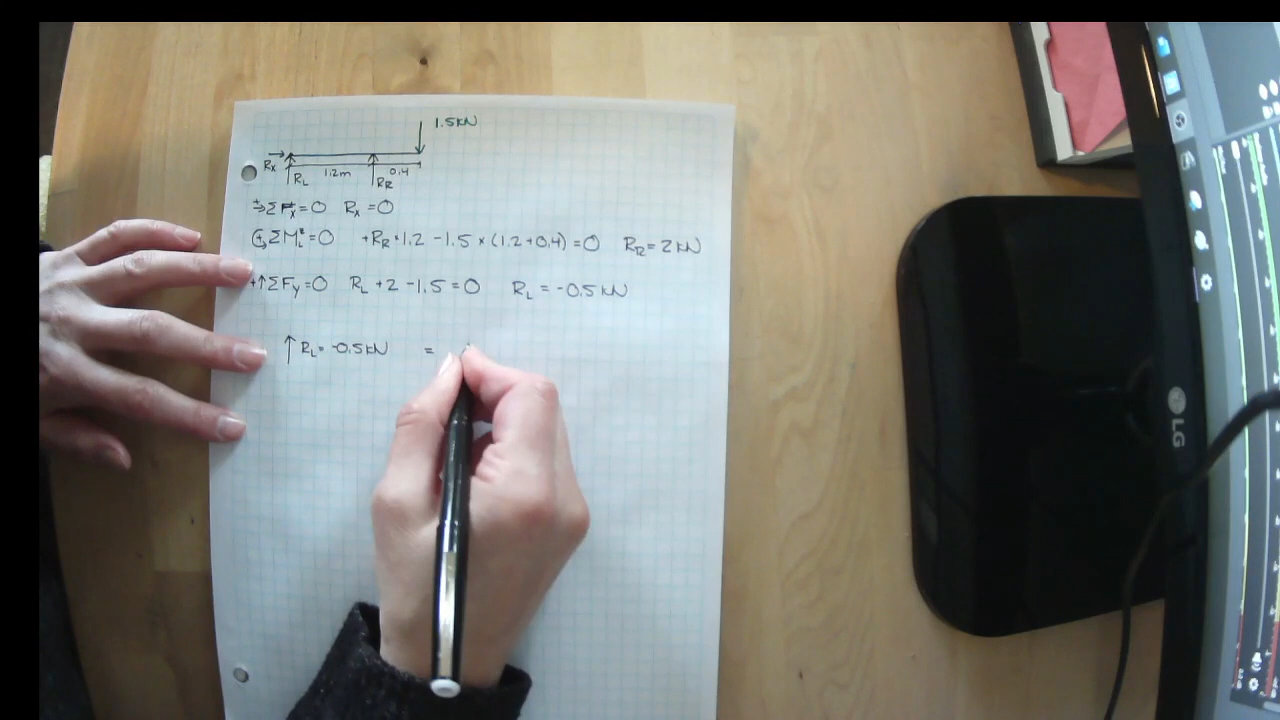 1.5kN
Rx 1.2m 0.4
RL RR
+→ΣFx=0 Rx=0
+ΣML=0 +RR×1.2 -1.5×(1.2+0.4)=0 RR=2kN
+↑ΣFy=0 RL+2-1.5=0 RL=-0.5kN
↑RL=-0.5kN =
LG